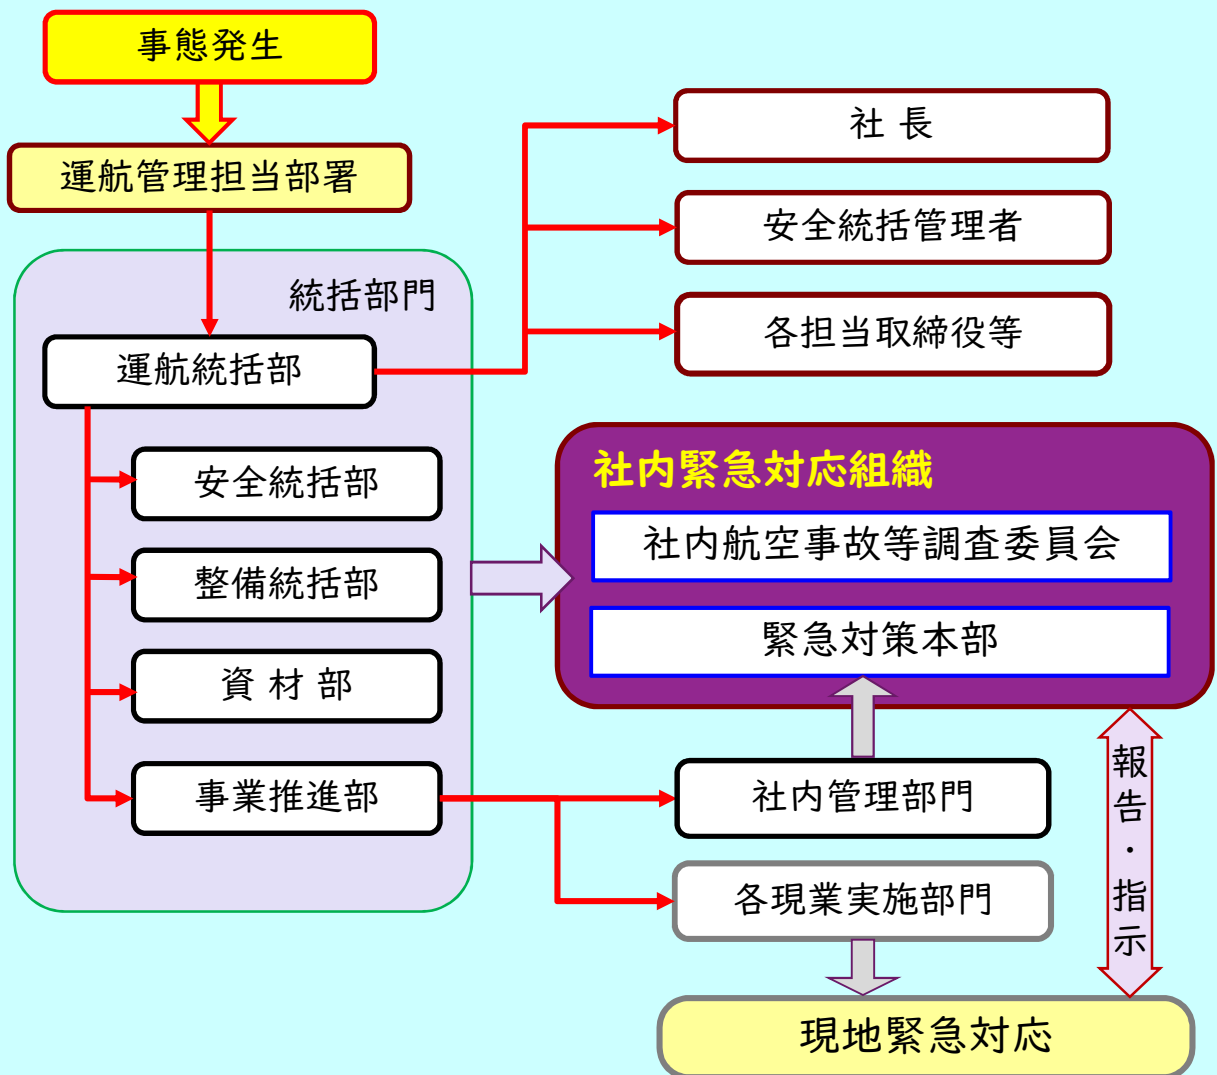 事態発生
運航管理担当部署
統括部門
運航統括部
安全統括部
整備統括部
資 材 部
事業推進部
社 長
安全統括管理者
各担当取締役等
社内緊急対応組織
社内航空事故等調査委員会
緊急対策本部
社内管理部門
各現業実施部門
報告・指示
現地緊急対応